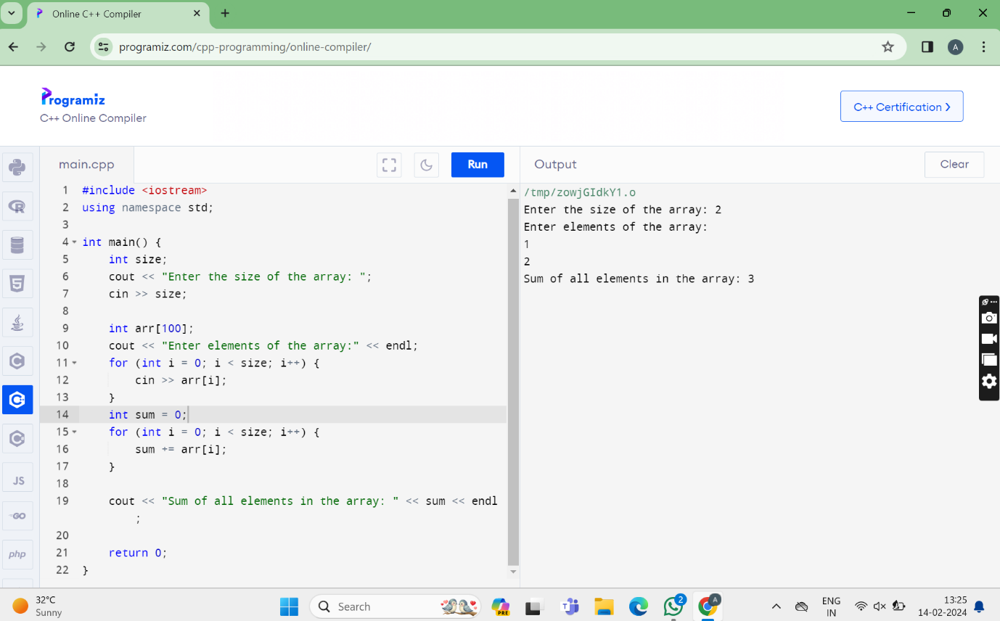 Online C++ Compiler
programiz.com/cpp-programming/online-compiler/
A
Programiz
C++ Online Compiler
C++ Certification
main.cpp
Run
Output
Clear
1 #include <iostream>
2 using namespace std;
3
4 int main() {
5 int size;
6 cout << "Enter the size of the array: ";
7 cin >> size;
8
9 int arr[100];
10 cout << "Enter elements of the array:" << endl;
11 for (int i = 0; i < size; i++) {
12 cin >> arr[i];
13 }
14 int sum = 0;
15 for (int i = 0; i < size; i++) {
16 sum += arr[i];
17 }
18
19 cout << "Sum of all elements in the array: " << sum << endl
;
20
21 return 0;
22 }
/tmp/zowjGIdkY1.o
Enter the size of the array: 2
Enter elements of the array:
1
2
Sum of all elements in the array: 3
R
5
C
C+
C
JS
GO
php
32°C
Sunny
Search
PRE
T
2
A
ENG
IN
13:25
14-02-2024